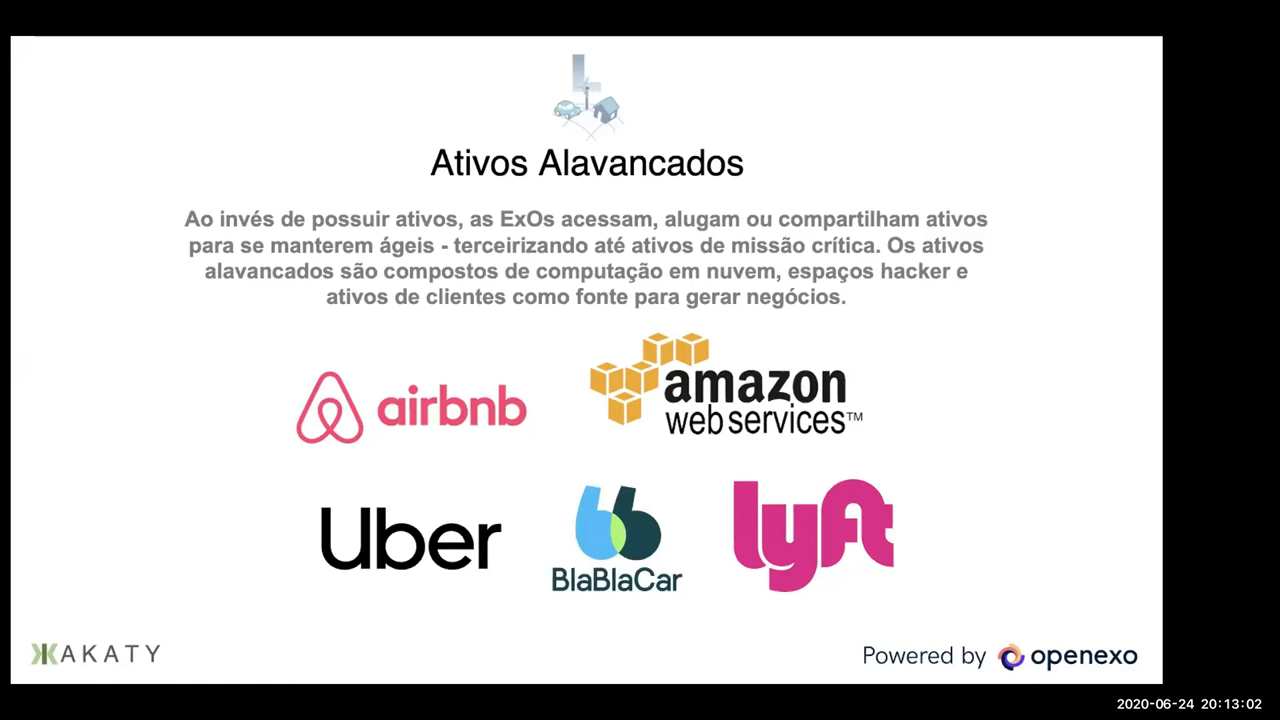 Ativos Alavancados
Ao invés de possuir ativos, as ExOs acessam, alugam ou compartilham ativos
para se manterem ágeis - terceirizando até ativos de missão crítica. Os ativos
alavancados são compostos de computação em nuvem, espaços hacker e
ativos de clientes como fonte para gerar negócios.
airbnb
amazon
web services™
Uber
BlaBlaCar
lyft
AKATY
Powered by openexo
2020-06-24 20:13:02